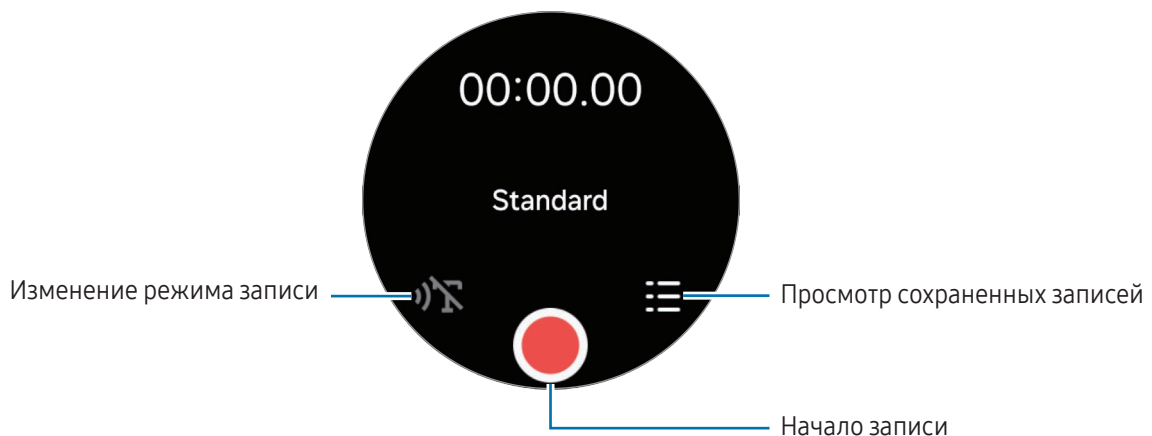 00:00.00
Standard
Изменение режима записи
Просмотр сохраненных записей
Начало записи